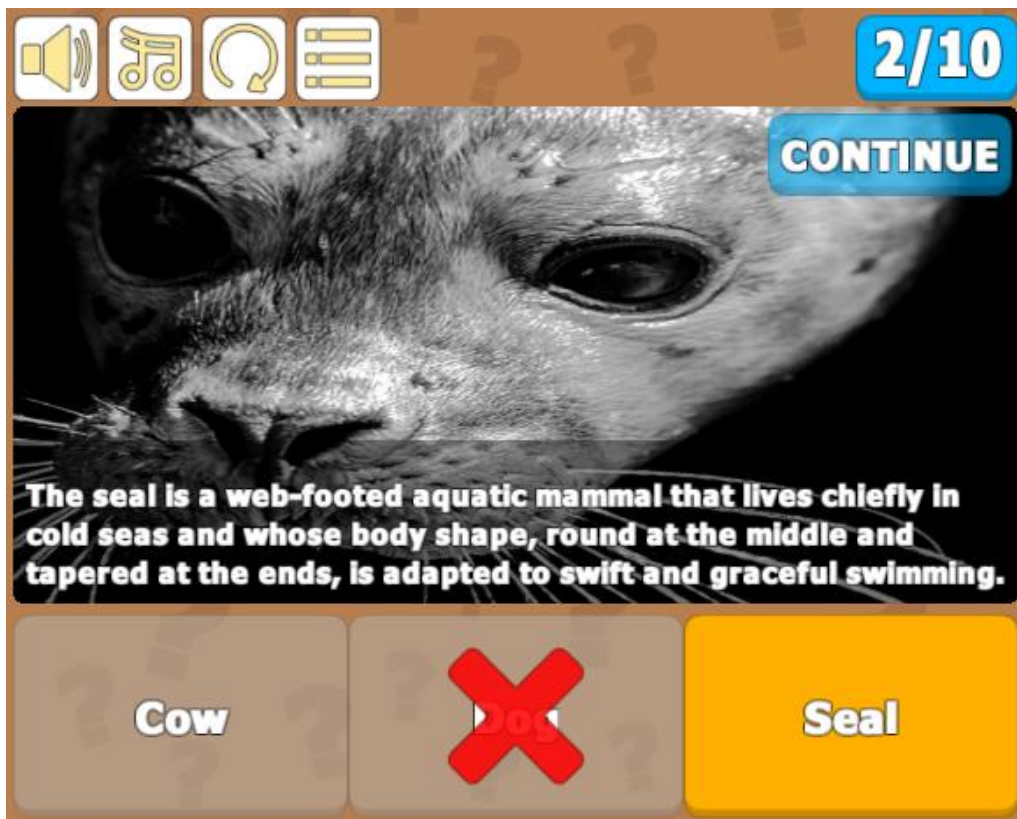 2/10
CONTINUE
The seal is a web-footed aquatic mammal that lives chiefly in
cold seas and whose body shape, round at the middle and
tapered at the ends, is adapted to swift and graceful swimming.
Cow
Dog
Seal